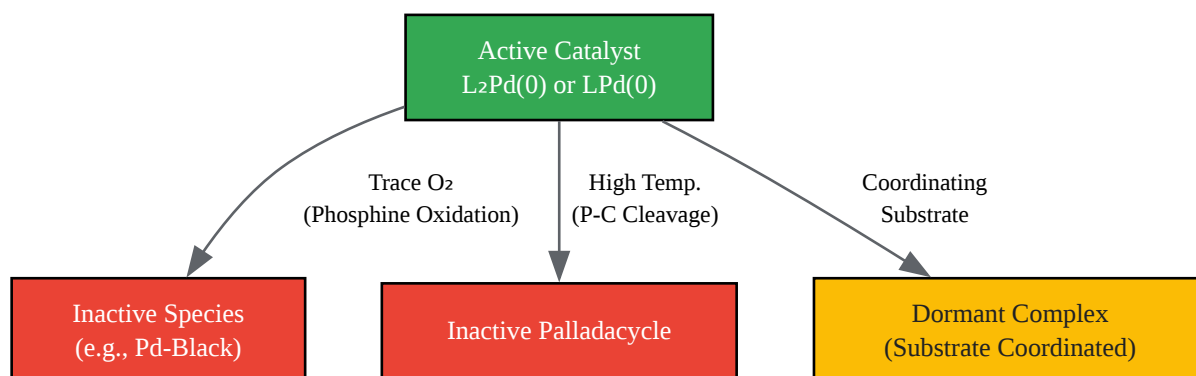 Active Catalyst
L₂Pd(0) or LPd(0)
Trace O₂
(Phosphine Oxidation)
High Temp.
(P-C Cleavage)
Coordinating
Substrate
Inactive Species
(e.g., Pd-Black)
Inactive Palladacycle
Dormant Complex
(Substrate Coordinated)